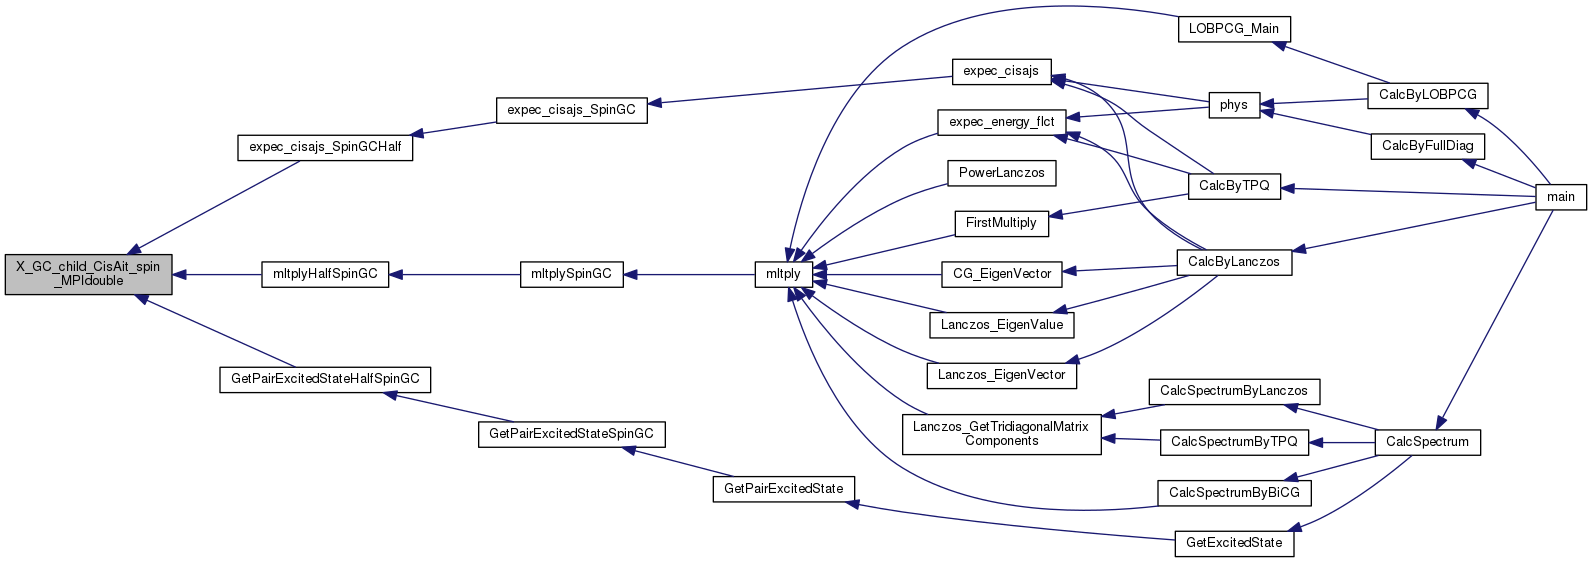 X_GC_child_CisAit_spin
_MPIdouble
expec_cisajs_SpinGCHalf
mltplyHalfSpinGC
GetPairExcitedStateHalfSpinGC
expec_cisajs_SpinGC
mltplySpinGC
GetPairExcitedStateSpinGC
mltply
GetPairExcitedState
expec_cisajs
expec_energy_flct
PowerLanczos
FirstMultiply
CG_EigenVector
Lanczos_EigenValue
Lanczos_EigenVector
Lanczos_GetTridiagonalMatrix
Components
LOBPCG_Main
phys
CalcByTPQ
CalcByLanczos
CalcSpectrumByLanczos
CalcSpectrumByTPQ
CalcSpectrumByBiCG
GetExcitedState
CalcByLOBPCG
CalcByFullDiag
CalcSpectrum
main